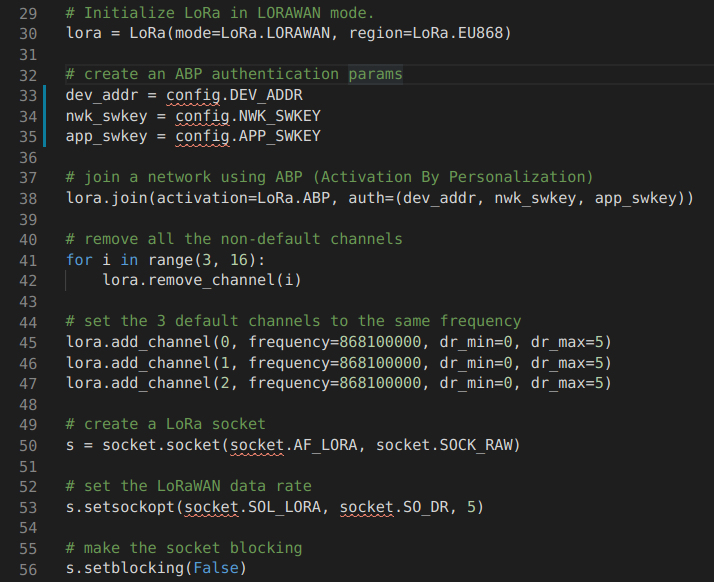 29 # Initialize LoRa in LORAWAN mode.
30 lora = LoRa(mode=LoRa.LORAWAN, region=LoRa.EU868)
31
32 # create an ABP authentication params
33 dev_addr = config.DEV_ADDR
34 nwk_swkey = config.NWK_SWKEY
35 app_swkey = config.APP_SWKEY
36
37 # join a network using ABP (Activation By Personalization)
38 lora.join(activation=LoRa.ABP, auth=(dev_addr, nwk_swkey, app_swkey))
39
40 # remove all the non-default channels
41 for i in range(3, 16):
42     lora.remove_channel(i)
43
44 # set the 3 default channels to the same frequency
45 lora.add_channel(0, frequency=868100000, dr_min=0, dr_max=5)
46 lora.add_channel(1, frequency=868100000, dr_min=0, dr_max=5)
47 lora.add_channel(2, frequency=868100000, dr_min=0, dr_max=5)
48
49 # create a LoRa socket
50 s = socket.socket(socket.AF_LORA, socket.SOCK_RAW)
51
52 # set the LoRaWAN data rate
53 s.setsockopt(socket.SOL_LORA, socket.SO_DR, 5)
54
55 # make the socket blocking
56 s.setblocking(False)